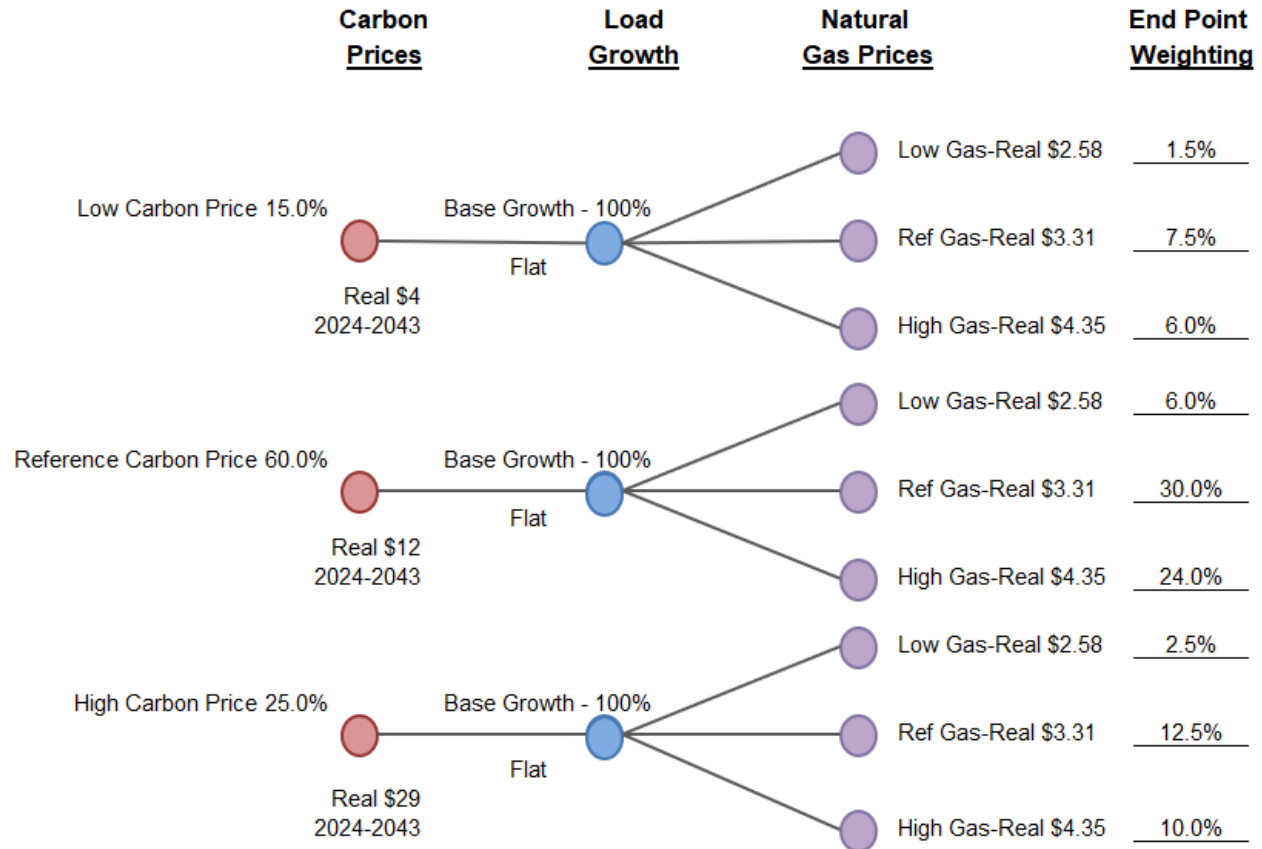 Carbon Prices
Load Growth
Natural Gas Prices
End Point Weighting
Low Gas-Real $2.58 1.5%
Low Carbon Price 15.0% Base Growth - 100%
Ref Gas-Real $3.31 7.5%
Flat
Real $4
2024-2043
High Gas-Real $4.35 6.0%
Low Gas-Real $2.58 6.0%
Reference Carbon Price 60.0% Base Growth - 100%
Ref Gas-Real $3.31 30.0%
Flat
Real $12
2024-2043
High Gas-Real $4.35 24.0%
Low Gas-Real $2.58 2.5%
High Carbon Price 25.0% Base Growth - 100%
Ref Gas-Real $3.31 12.5%
Flat
Real $29
2024-2043
High Gas-Real $4.35 10.0%